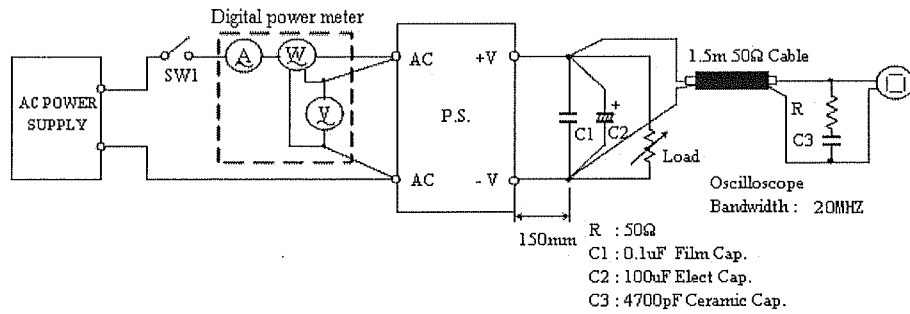 Digital power meter
A
W
V
SW1
AC POWER
SUPPLY
AC
+V
P.S.
AC
- V
C1
+
C2
Load
1.5m 50Ω Cable
R
C3
Oscilloscope
Bandwidth : 20MHZ
150mm
R : 50Ω
C1 : 0.1uF Film Cap.
C2 : 100uF Elect Cap.
C3 : 4700pF Ceramic Cap.